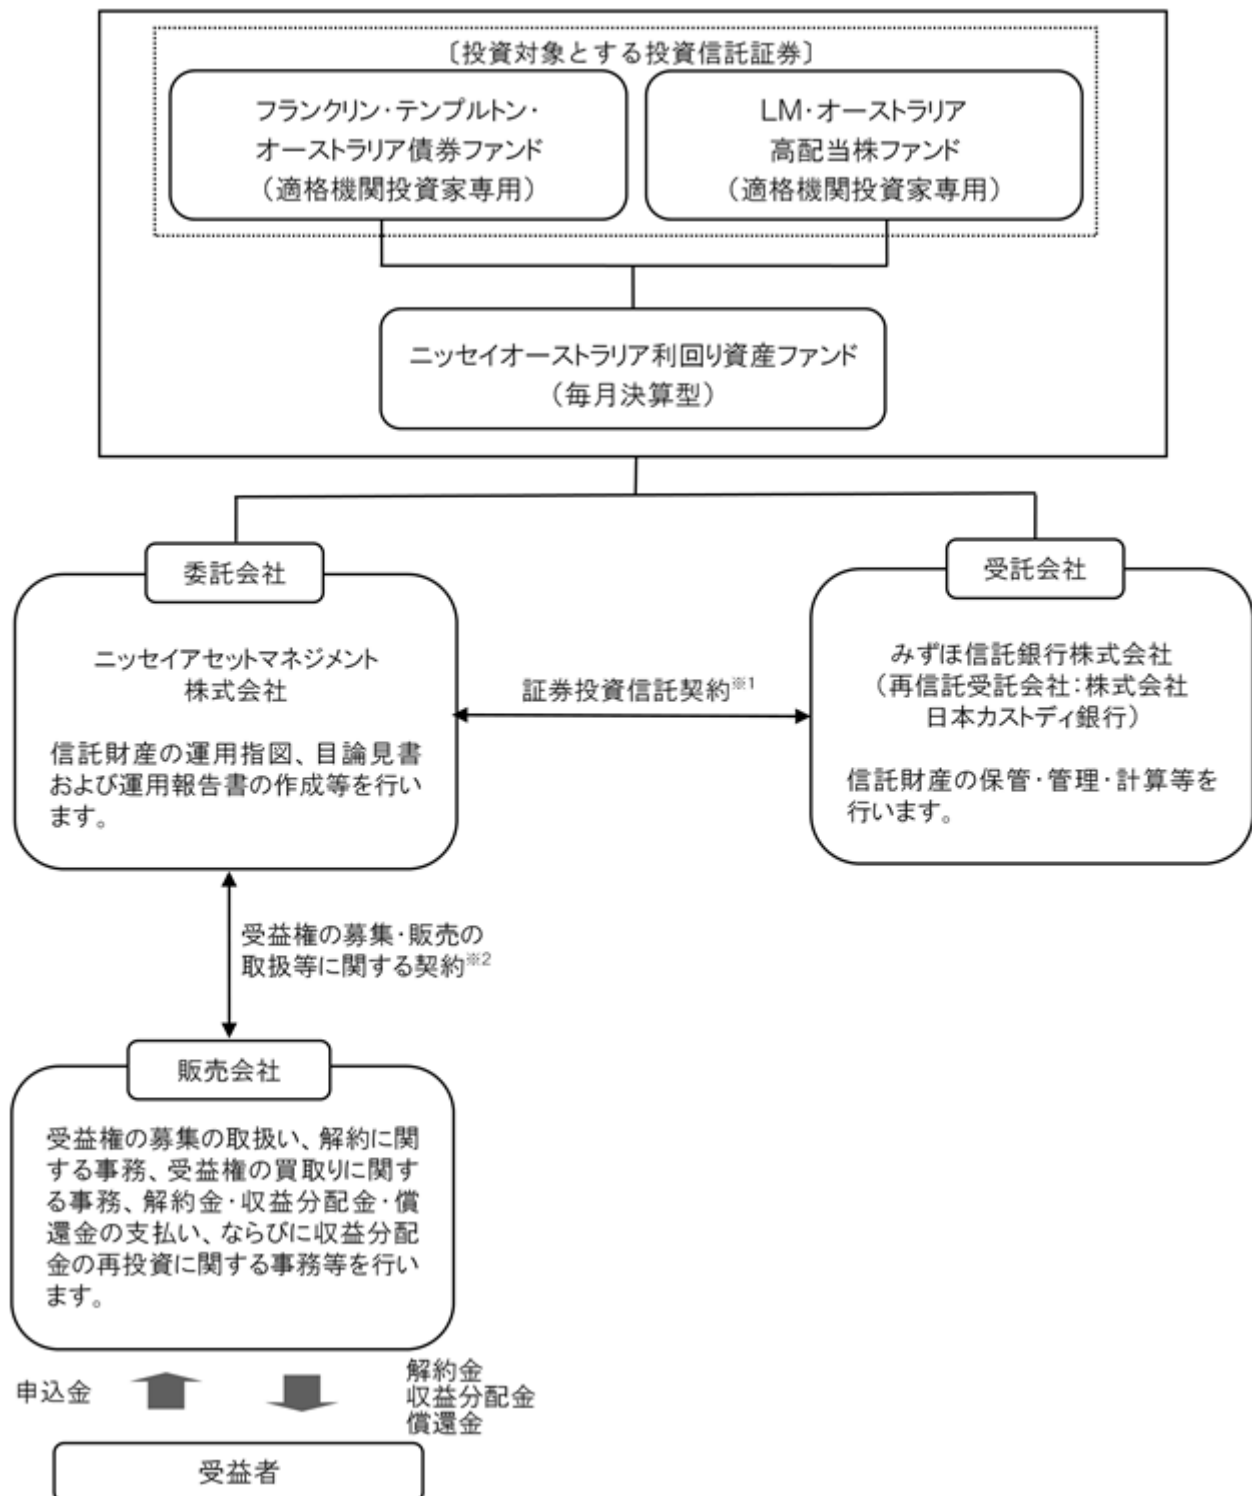 〔投資対象とする投資信託証券〕
フランクリン・テンプルトン・
オーストラリア債券ファンド
（適格機関投資家専用）
LM・オーストラリア
高配当株ファンド
（適格機関投資家専用）
ニッセイオーストラリア利回り資産ファンド
（毎月決算型）
委託会社
ニッセイアセットマネジメント
株式会社
信託財産の運用指図、目論見書
および運用報告書の作成等を行い
ます。
証券投資信託契約※1
受託会社
みずほ信託銀行株式会社
（再信託受託会社：株式会社
日本カストディ銀行）
信託財産の保管・管理・計算等を
行います。
受益権の募集・販売の
取扱等に関する契約※2
販売会社
受益権の募集の取扱い、解約に関
する事務、受益権の買取りに関す
る事務、解約金・収益分配金・償
還金の支払い、ならびに収益分配
金の再投資に関する事務等を行い
ます。
申込金
解約金
収益分配金
償還金
受益者